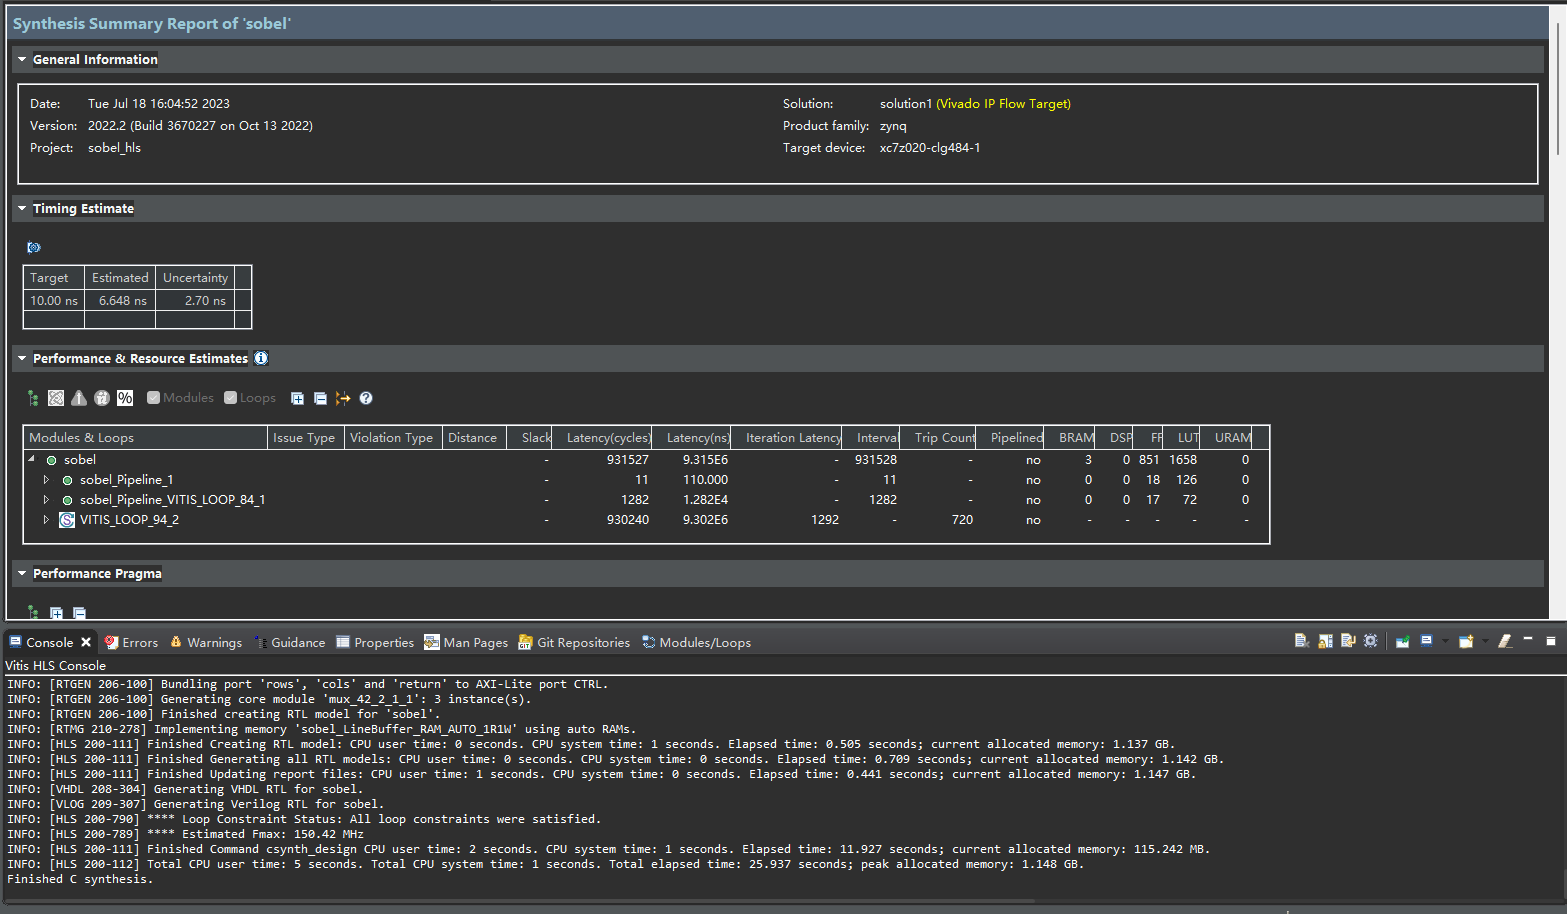 Synthesis Summary Report of 'sobel'
General Information
Date: Tue Jul 18 16:04:52 2023 Solution: solution1 (Vivado IP Flow Target)
Version: 2022.2 (Build 3670227 on Oct 13 2022) Product family: zynq
Project: sobel_hls Target device: xc7z020-clg484-1
Timing Estimate
Target Estimated Uncertainty
10.00 ns 6.648 ns 2.70 ns
Performance & Resource Estimates
% Modules Loops
Modules & Loops Issue Type Violation Type Distance Slack Latency(cycles) Latency(ns) Iteration Latency Interval Trip Count Pipelined BRAM DSP FF LUT URAM
sobel - 931527 9.315E6 - 931528 - no 3 0 851 1658 0
sobel_Pipeline_1 - 11 110.000 - 11 - no 0 0 18 126 0
sobel_Pipeline_VITIS_LOOP_84_1 - 1282 1.282E4 - 1282 - no 0 0 17 72 0
VITIS_LOOP_94_2 - 930240 9.302E6 1292 - 720 no - - - - -
Performance Pragma
Console Errors Warnings Guidance Properties Man Pages Git Repositories Modules/Loops
Vitis HLS Console
INFO: [RTGEN 206-100] Bundling port 'rows', 'cols' and 'return' to AXI-Lite port CTRL.
INFO: [RTGEN 206-100] Generating core module 'mux_42_2_1_1': 3 instance(s).
INFO: [RTGEN 206-100] Finished creating RTL model for 'sobel'.
INFO: [RTMG 210-278] Implementing memory 'sobel_LineBuffer_RAM_AUTO_1R1W' using auto RAMs.
INFO: [HLS 200-111] Finished Creating RTL model: CPU user time: 0 seconds. CPU system time: 1 seconds. Elapsed time: 0.505 seconds; current allocated memory: 1.137 GB.
INFO: [HLS 200-111] Finished Generating all RTL models: CPU user time: 0 seconds. CPU system time: 0 seconds. Elapsed time: 0.709 seconds; current allocated memory: 1.142 GB.
INFO: [HLS 200-111] Finished Updating report files: CPU user time: 1 seconds. CPU system time: 0 seconds. Elapsed time: 0.441 seconds; current allocated memory: 1.147 GB.
INFO: [VHDL 208-304] Generating VHDL RTL for sobel.
INFO: [VLOG 209-307] Generating Verilog RTL for sobel.
INFO: [HLS 200-790] **** Loop Constraint Status: All loop constraints were satisfied.
INFO: [HLS 200-789] **** Estimated Fmax: 150.42 MHz
INFO: [HLS 200-111] Finished Command csynth_design CPU user time: 2 seconds. CPU system time: 1 seconds. Elapsed time: 11.927 seconds; current allocated memory: 115.242 MB.
INFO: [HLS 200-112] Total CPU user time: 5 seconds. Total CPU system time: 1 seconds. Total elapsed time: 25.937 seconds; peak allocated memory: 1.148 GB.
Finished C synthesis.